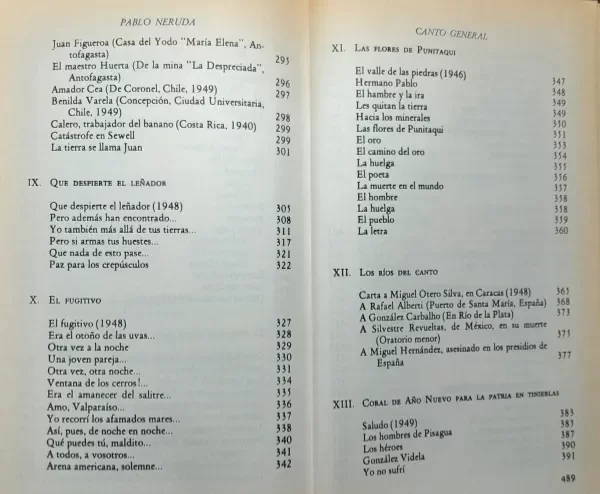 PABLO NERUDA
Juan Figueroa (Casa del Yodo "María Elena", An-
tofagasta) 295
El maestro Huerta (De la mina "La Despreciada",
Antofagasta) 296
Amador Cea (De Coronel, Chile, 1949) 297
Benilda Varela (Concepción, Ciudad Universitaria,
Chile, 1949) 298
Calero, trabajador del banano (Costa Rica, 1940) 299
Catástrofe en Sewell 299
La tierra se llama Juan 301
IX. QUE DESPIERTE EL LEÑADOR
Que despierte el leñador (1948) 305
Pero además han encontrado... 308
Yo también más allá de tus tierras... 311
Pero si armas tus huestes... 317
Que nada de esto pase... 321
Paz para los crepúsculos 322
X. EL FUGITIVO
El fugitivo (1948) 327
Era el otoño de las uvas... 328
Otra vez a la noche 329
Una joven pareja... 330
Otra vez, otra noche... 331
Ventana de los cerros!... 334
Era el amanecer del salitre... 335
Amo, Valparaíso... 336
Yo recorrí los afamados mares... 337
Así, pues, de noche en noche... 338
Qué puedes tú, maldito... 340
A todos, a vosotros... 341
Arena americana, solemne... 342
CANTO GENERAL
XI. LAS FLORES DE PUNITAQUI
El valle de las piedras (1946) 347
Hermano Pablo 348
El hambre y la ira 349
Les quitan la tierra 349
Hacia los minerales 350
Las flores de Punitaqui 351
El oro 353
El camino del oro 354
La huelga 355
El poeta 356
La muerte en el mundo 357
El hombre 358
La huelga 358
El pueblo 359
La letra 360
XII. LOS RÍOS DEL CANTO
Carta a Miguel Otero Silva, en Caracas (1948) 365
A Rafael Alberti (Puerto de Santa María, España) 368
A González Carbalho (En Río de la Plata) 373
A Silvestre Revueltas, de México, en su muerte
(Oratorio menor) 375
A Miguel Hernández, asesinado en los presidios de
España 377
XIII. CORAL DE AÑO NUEVO PARA LA PATRIA EN TINIEBLAS
Saludo (1949) 383
Los hombres de Pisagua 385
Los héroes 387
González Videla 390
Yo no sufrí 391
489